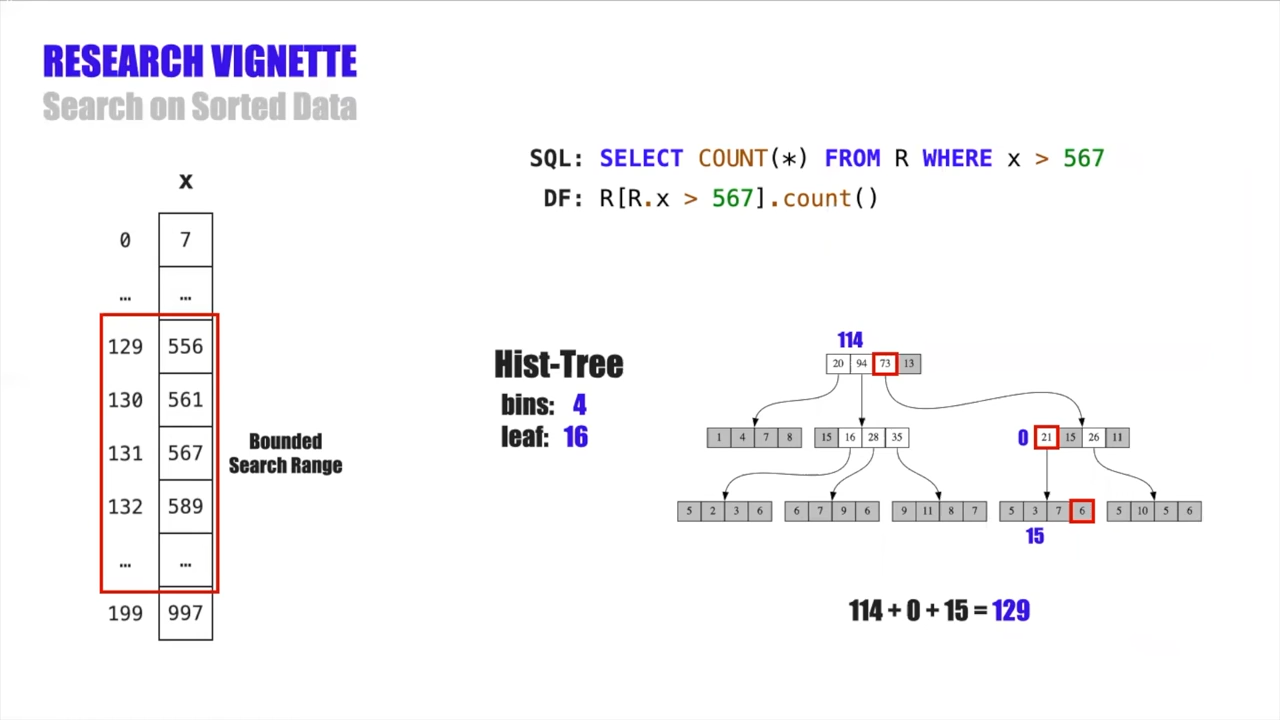 RESEARCH VIGNETTE
Search on Sorted Data
SQL: SELECT COUNT(*) FROM R WHERE x > 567
DF: R[R.x > 567].count()
x
0 7
… …
129 556
130 561
131 567
132 589
… …
199 997
Bounded
Search Range
Hist-Tree
bins: 4
leaf: 16
114
20 94 73 13
1 4 7 8
15 16 28 35
0
21 15 26 11
5 2 3 6
6 7 9 6
9 11 8 7
5 3 7 6
5 10 5 6
15
114 + 0 + 15 = 129